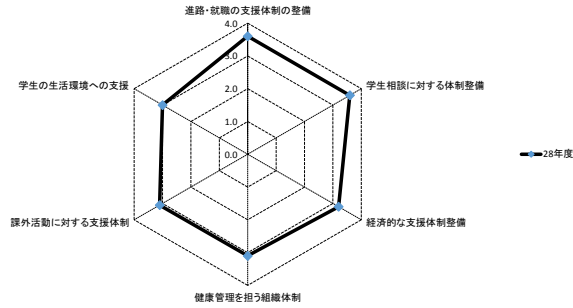 進路・就職の支援体制の整備
4.0
3.0
学生の生活環境への支援
学生相談に対する体制整備
2.0
1.0
0.0
28年度
課外活動に対する支援体制
経済的な支援体制整備
健康管理を担う組織体制